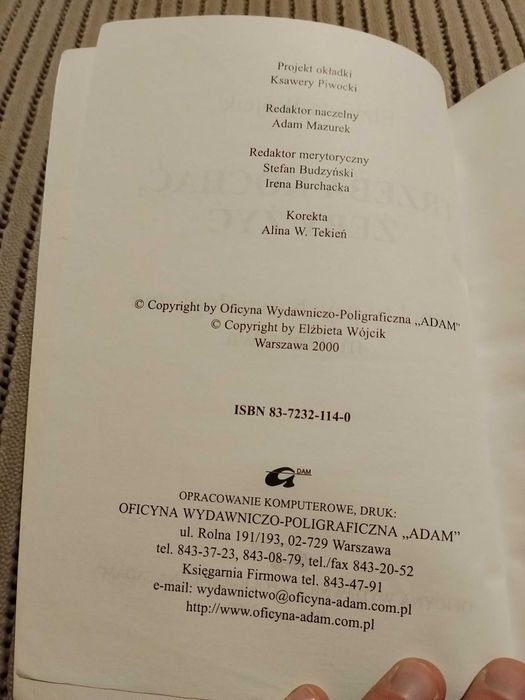 Projekt okładki
Ksawery Piwocki
Redaktor naczelny
Adam Mazurek
Redaktor merytoryczny
Stefan Budzyński
Irena Burchacka
Korekta
Alina W. Tekień
© Copyright by Oficyna Wydawniczo-Poligraficzna „ADAM"
© Copyright by Elżbieta Wójcik
Warszawa 2000
ISBN 83-7232-114-0
ADAM
OPRACOWANIE KOMPUTEROWE, DRUK:
OFICYNA WYDAWNICZO-POLIGRAFICZNA „ADAM"
ul. Rolna 191/193, 02-729 Warszawa
tel. 843-37-23, 843-08-79, tel./fax 843-20-52
Księgarnia Firmowa tel. 843-47-91
e-mail: wydawnictwo@oficyna-adam.com.pl
http://www.oficyna-adam.com.pl